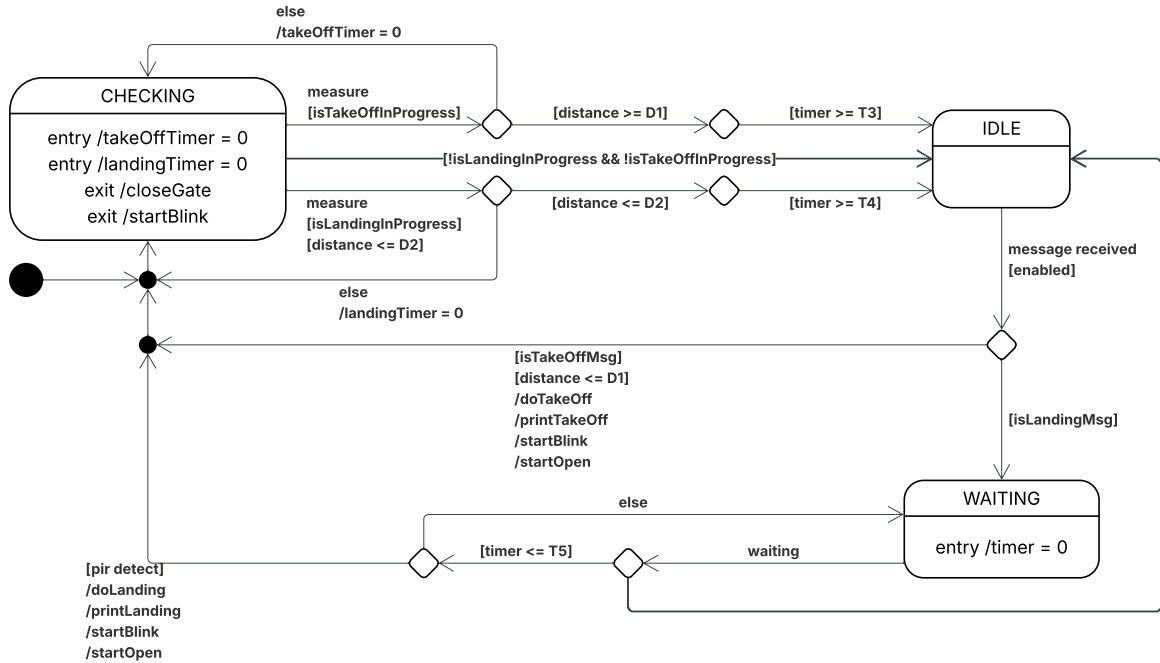 else
/takeOffTimer = 0
CHECKING
entry /takeOffTimer = 0
entry /landingTimer = 0
exit /closeGate
exit /startBlink
measure
[isTakeOffInProgress]
[distance >= D1]
[timer >= T3]
[!isLandingInProgress && !isTakeOffInProgress]
measure
[isLandingInProgress]
[distance <= D2]
[distance <= D2]
[timer >= T4]
IDLE
else
/landingTimer = 0
message received
[enabled]
[isTakeOffMsg]
[distance <= D1]
/doTakeOff
/printTakeOff
/startBlink
/startOpen
[isLandingMsg]
WAITING
entry /timer = 0
else
[timer <= T5]
waiting
[pir detect]
/doLanding
/printLanding
/startBlink
/startOpen